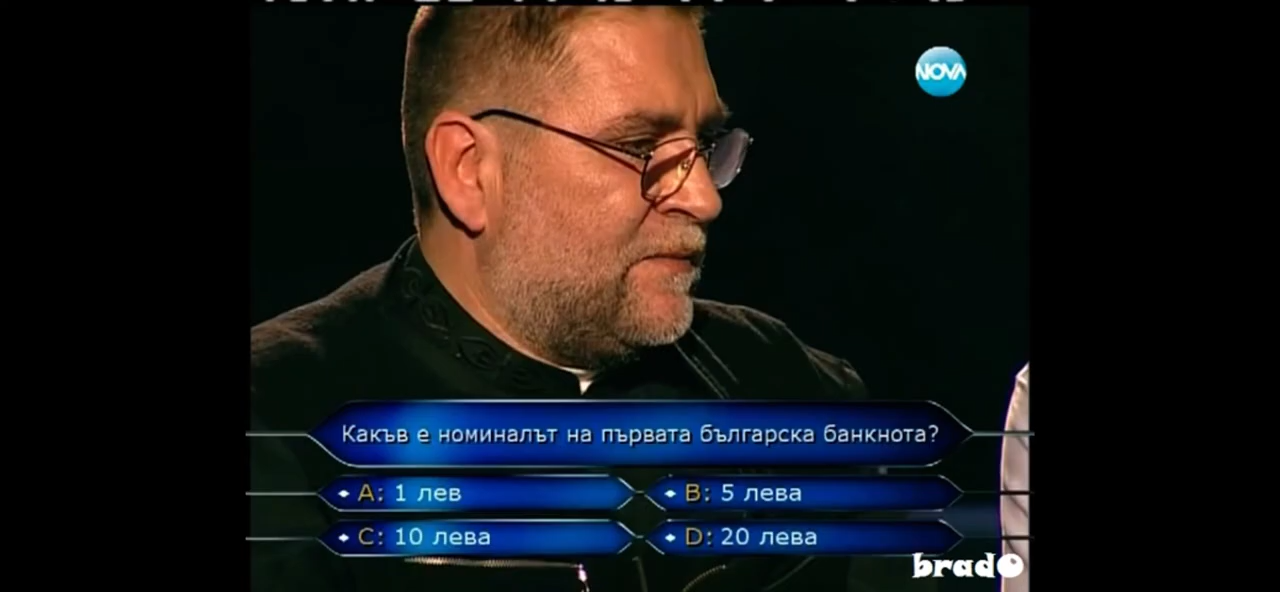 NOVA
Какъв е номиналът на първата българска банкнота?
A: 1 лев
B: 5 лева
C: 10 лева
D: 20 лева
brado